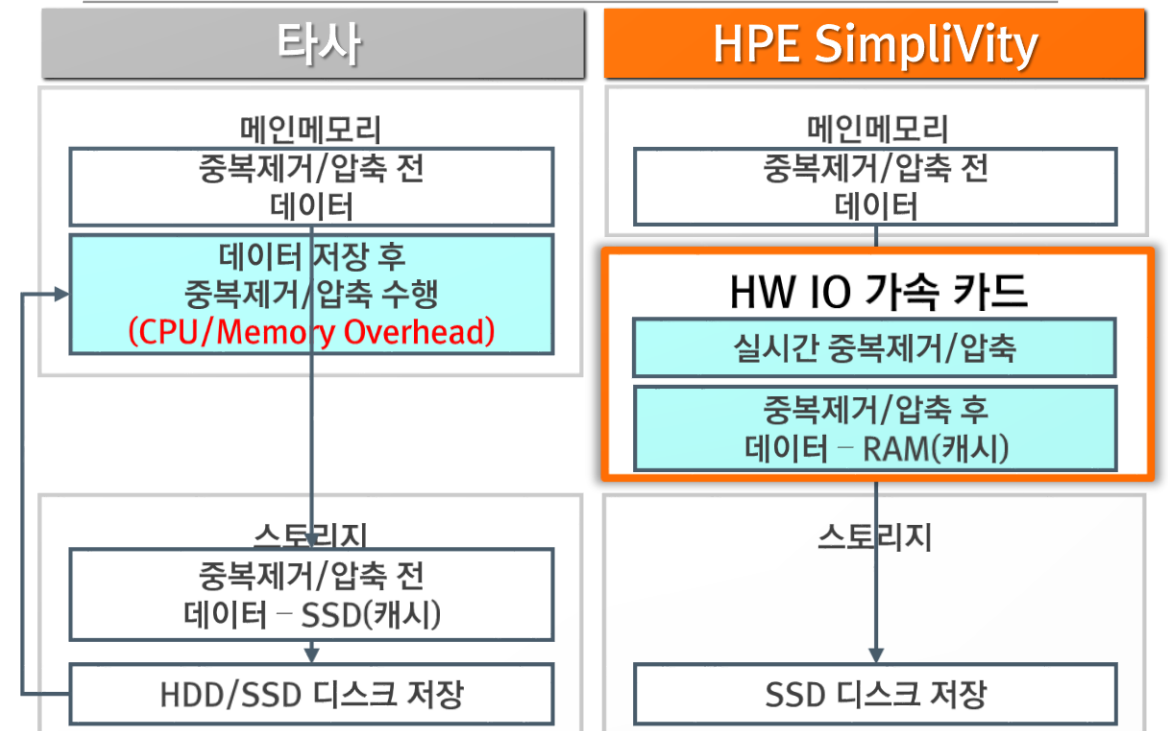 타사
메인메모리
중복제거/압축 전
데이터
데이터 저장 후
중복제거/압축 수행
(CPU/Memory Overhead)
스토리지
중복제거/압축 전
데이터 – SSD(캐시)
HDD/SSD 디스크 저장
HPE SimpliVity
메인메모리
중복제거/압축 전
데이터
HW IO 가속 카드
실시간 중복제거/압축
중복제거/압축 후
데이터 – RAM(캐시)
스토리지
SSD 디스크 저장